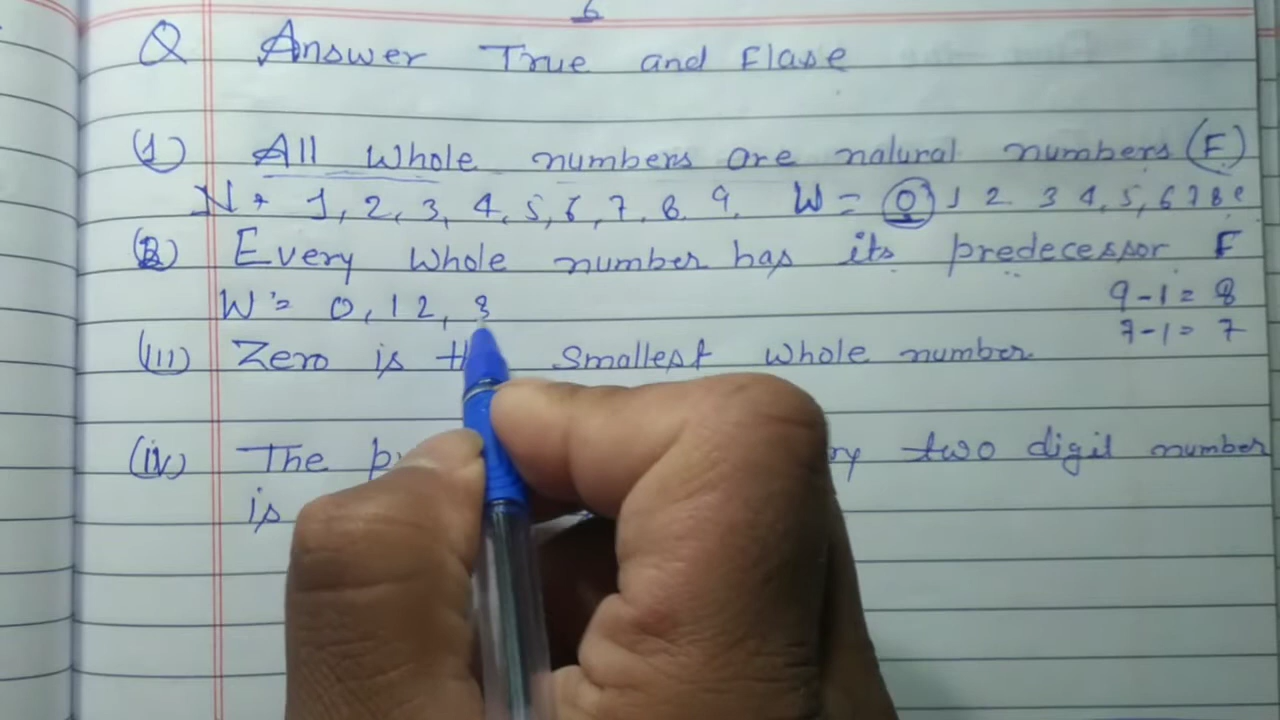 6
Q Answer True and Flase
(1) All Whole numbers are natural numbers (F)
N = 1, 2, 3, 4, 5, 6, 7, 8, 9, W = 0 1 2 3 4, 5, 6 7 8
(2) Every Whole number has its predecessor F
W = 0, 1 2, 3
9-1 = 8
7-1 = 7
(iii) Zero is smallest whole number
(iv) The two digit number
is